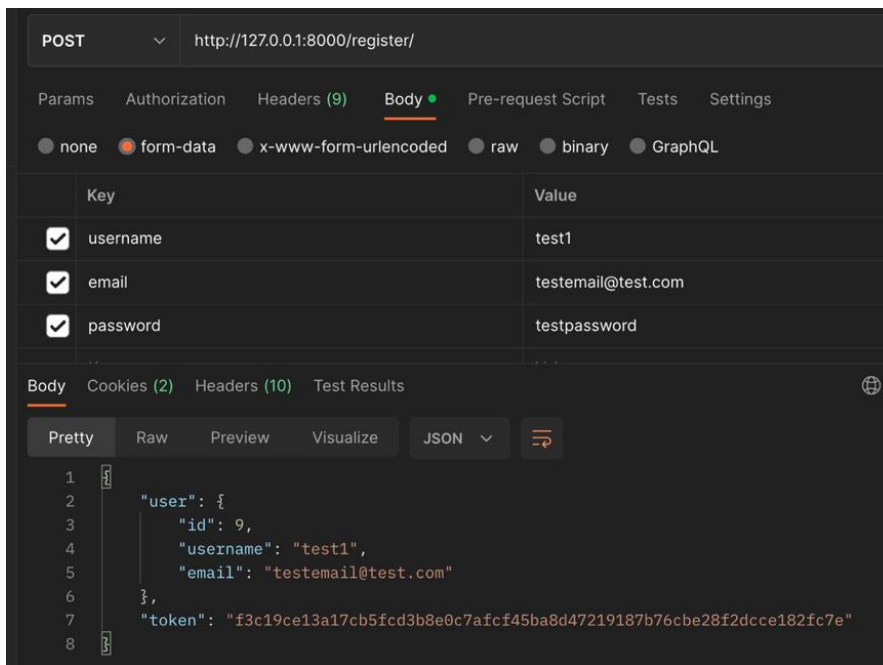 POST http://127.0.0.1:8000/register/
Params Authorization Headers (9) Body Pre-request Script Tests Settings
none form-data x-www-form-urlencoded raw binary GraphQL
Key Value
username test1
email testemail@test.com
password testpassword
Body Cookies (2) Headers (10) Test Results
Pretty Raw Preview Visualize JSON
1 {
2 "user": {
3 "id": 9,
4 "username": "test1",
5 "email": "testemail@test.com"
6 },
7 "token": "f3c19ce13a17cb5fcd3b8e0c7afcf45ba8d47219187b76cbe28f2dcce182fc7e"
8 }